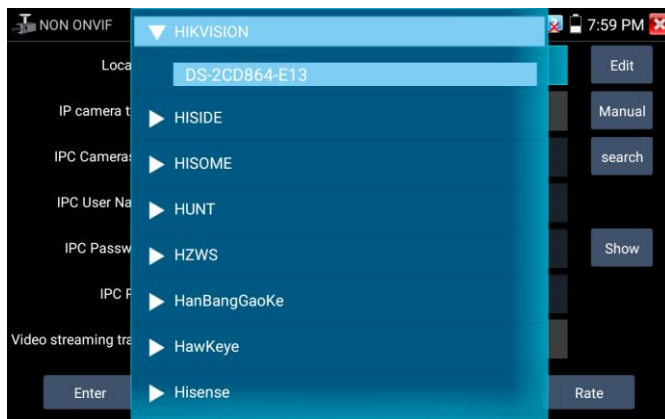 NON ONVIF
HIKVISION
7:59 PM
Loca
DS-2CD864-E13
Edit
IP camera t
HISIDE
Manual
IPC Camera
HISOME
search
IPC User Na
HUNT
IPC Passw
HZWS
Show
IPC
HanBangGaoKe
Video streaming tra
HawKeye
Enter
Hisense
Rate